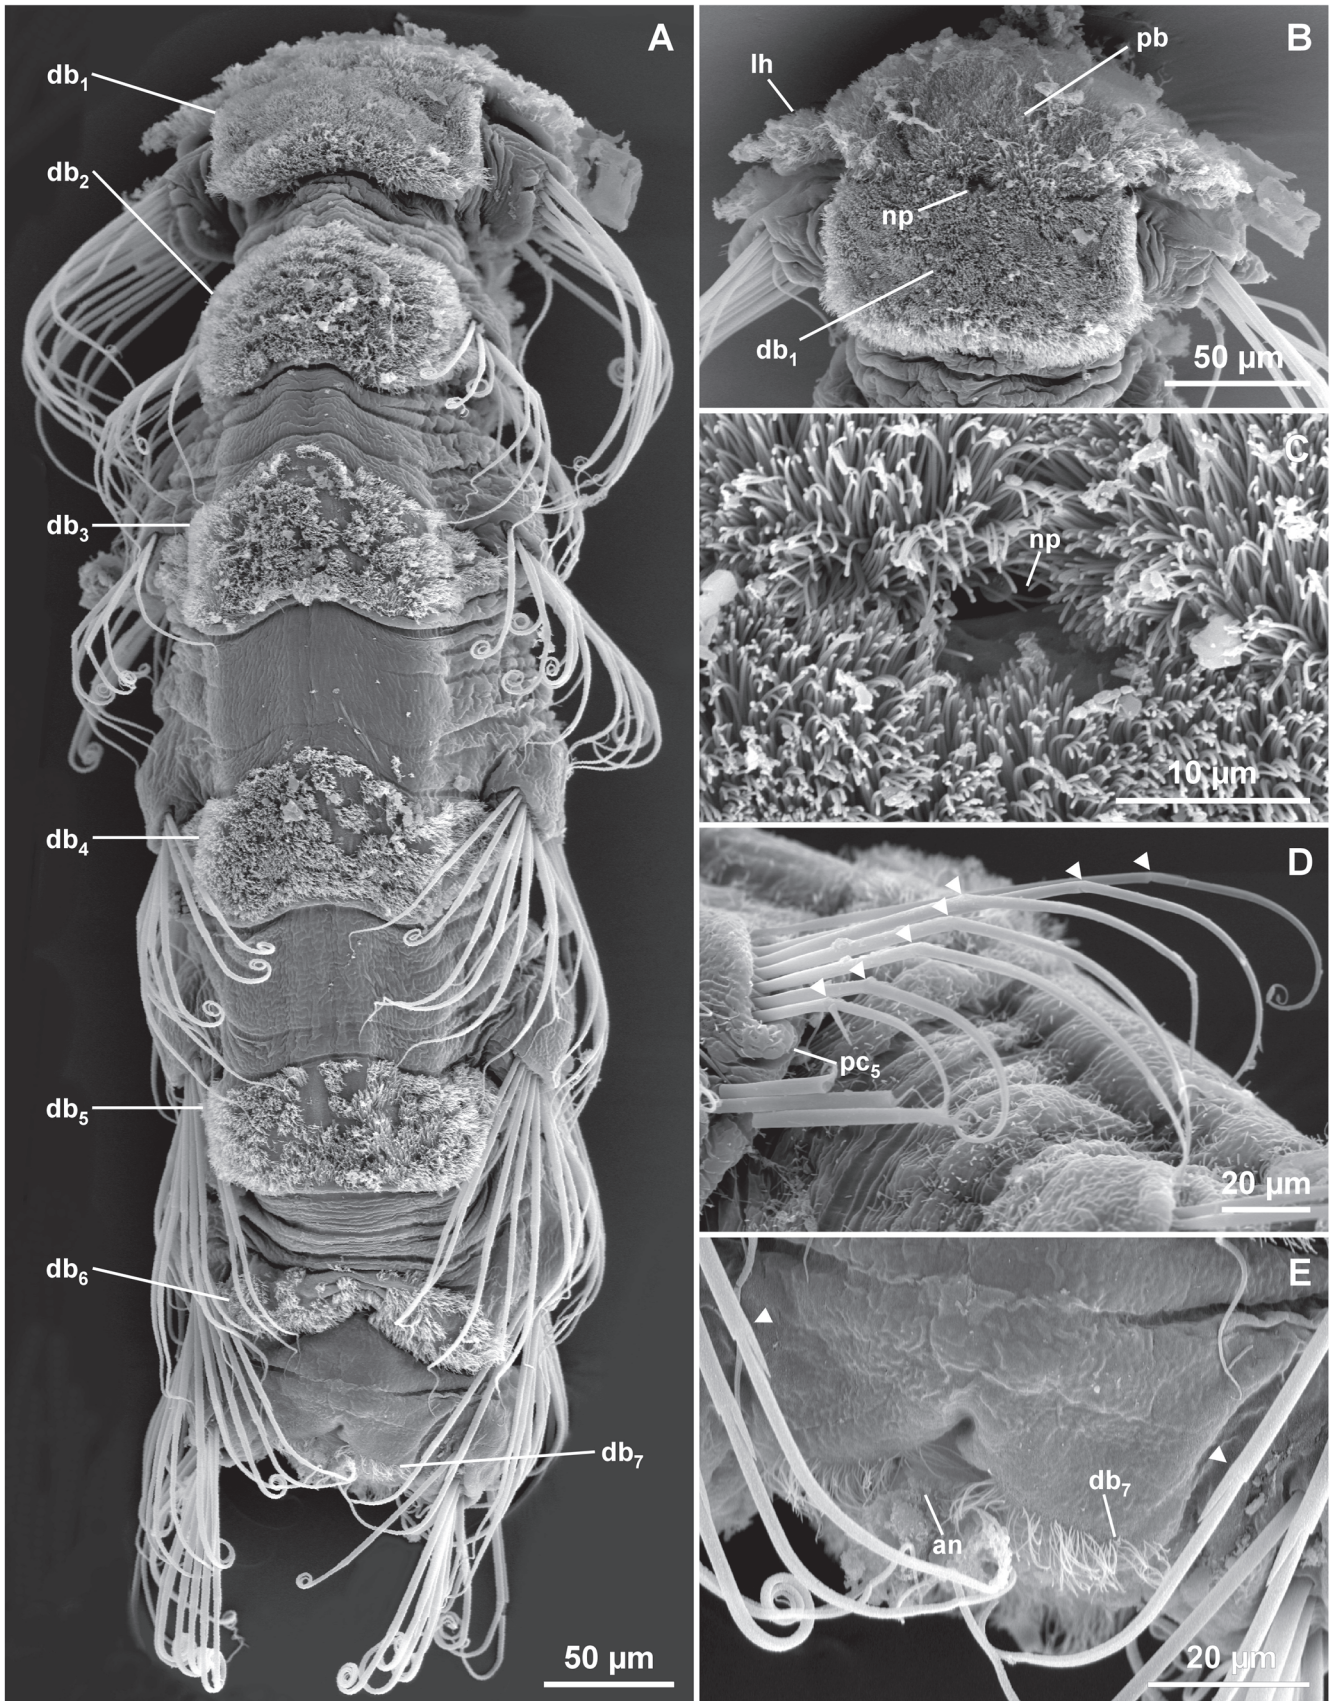 A
db₁
db₂
db₃
db₄
db₅
db₆
db₇
50 µm
B
pb
lh
np
db₁
50 µm
C
np
10 µm
D
pc₅
20 µm
E
db₇
an
20 µm